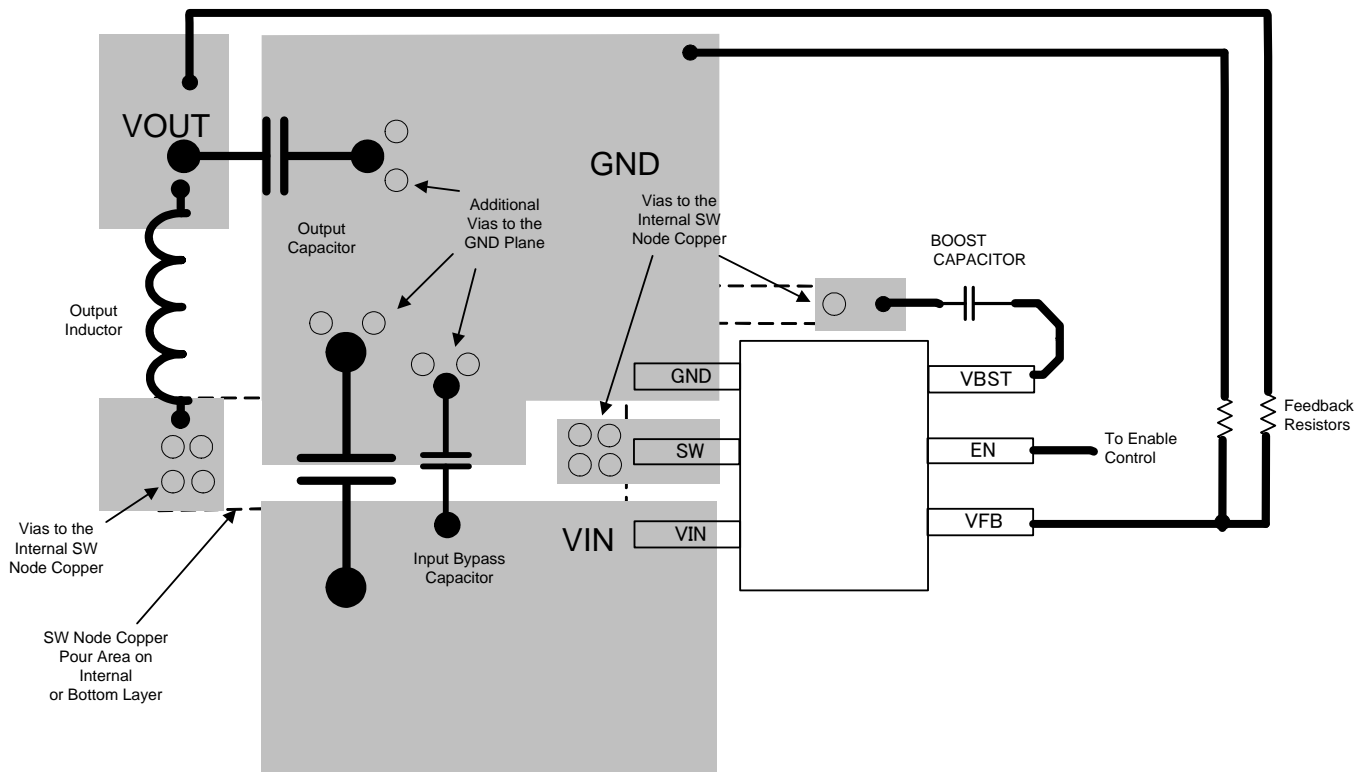 VOUT
GND
Additional
Vias to the
GND Plane
Vias to the
Internal SW
Node Copper
Output
Capacitor
BOOST
CAPACITOR
Output
Inductor
GND
VBST
SW
EN
To Enable
Control
Feedback
Resistors
VIN
VIN
VFB
Vias to the
Internal SW
Node Copper
Input Bypass
Capacitor
SW Node Copper
Pour Area on
Internal
or Bottom Layer